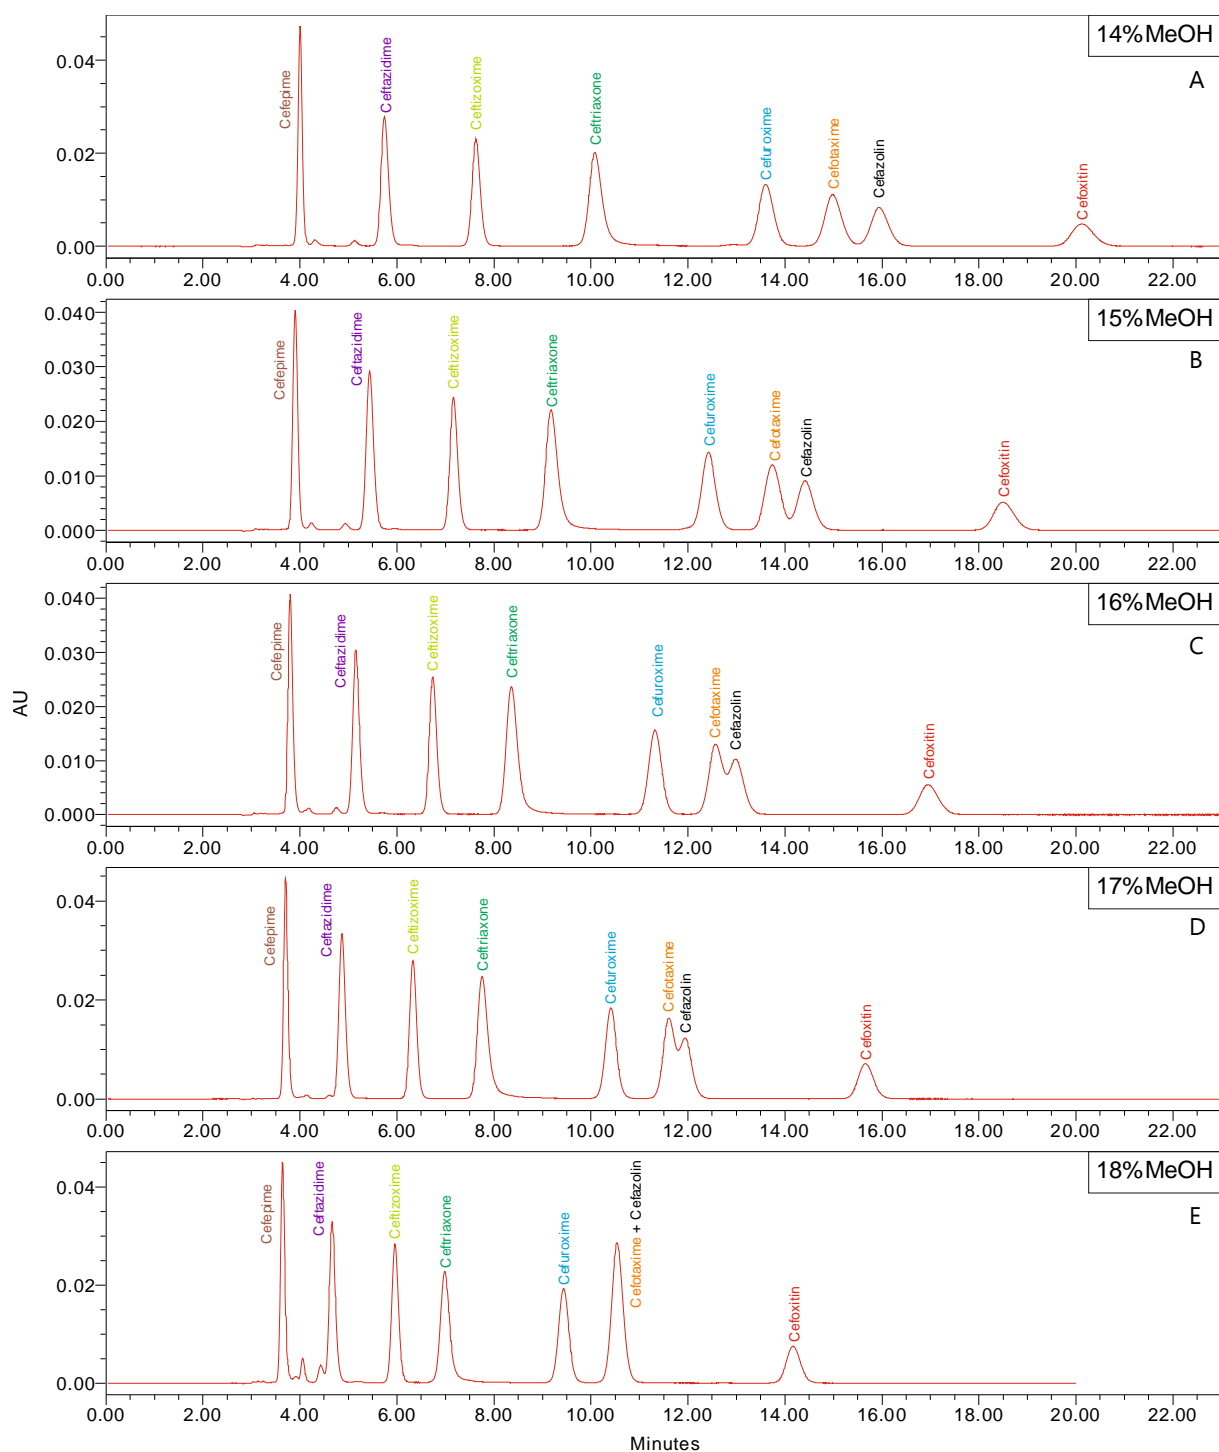 14%MeOH
A
0.04
0.02
0.00
Cefepime
Ceftazidime
Ceftizoxime
Ceftriaxone
Cefuroxime
Cefotaxime
Cefazolin
Cefoxitin
0.00 2.00 4.00 6.00 8.00 10.00 12.00 14.00 16.00 18.00 20.00 22.00
15%MeOH
B
0.040
0.030
0.020
0.010
0.000
Cefepime
Ceftazidime
Ceftizoxime
Ceftriaxone
Cefuroxime
Cefotaxime
Cefazolin
Cefoxitin
0.00 2.00 4.00 6.00 8.00 10.00 12.00 14.00 16.00 18.00 20.00 22.00
16%MeOH
C
AU
0.040
0.030
0.020
0.010
0.000
Cefepime
Ceftazidime
Ceftizoxime
Ceftriaxone
Cefuroxime
Cefotaxime
Cefazolin
Cefoxitin
0.00 2.00 4.00 6.00 8.00 10.00 12.00 14.00 16.00 18.00 20.00 22.00
17%MeOH
D
0.04
0.02
0.00
Cefepime
Ceftazidime
Ceftizoxime
Ceftriaxone
Cefuroxime
Cefotaxime
Cefazolin
Cefoxitin
0.00 2.00 4.00 6.00 8.00 10.00 12.00 14.00 16.00 18.00 20.00 22.00
18%MeOH
E
0.04
0.02
0.00
Cefepime
Ceftazidime
Ceftizoxime
Ceftriaxone
Cefuroxime
Cefotaxime + Cefazolin
Cefoxitin
0.00 2.00 4.00 6.00 8.00 10.00 12.00 14.00 16.00 18.00 20.00 22.00
Minutes